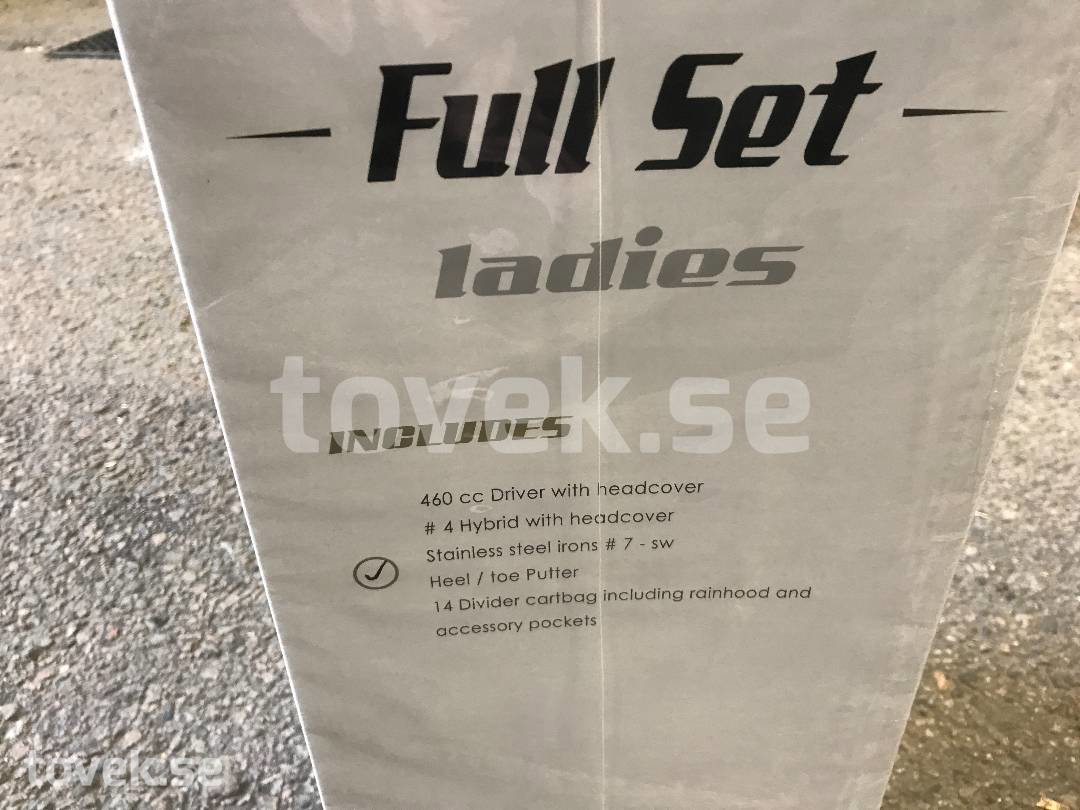 Full Set
ladies
tovek.se
INCLUDES
460 cc Driver with headcover
# 4 Hybrid with headcover
Stainless steel irons # 7 - sw
Heel / toe Putter
14 Divider cartbag including rainhood and
accessory pockets
tovek.se